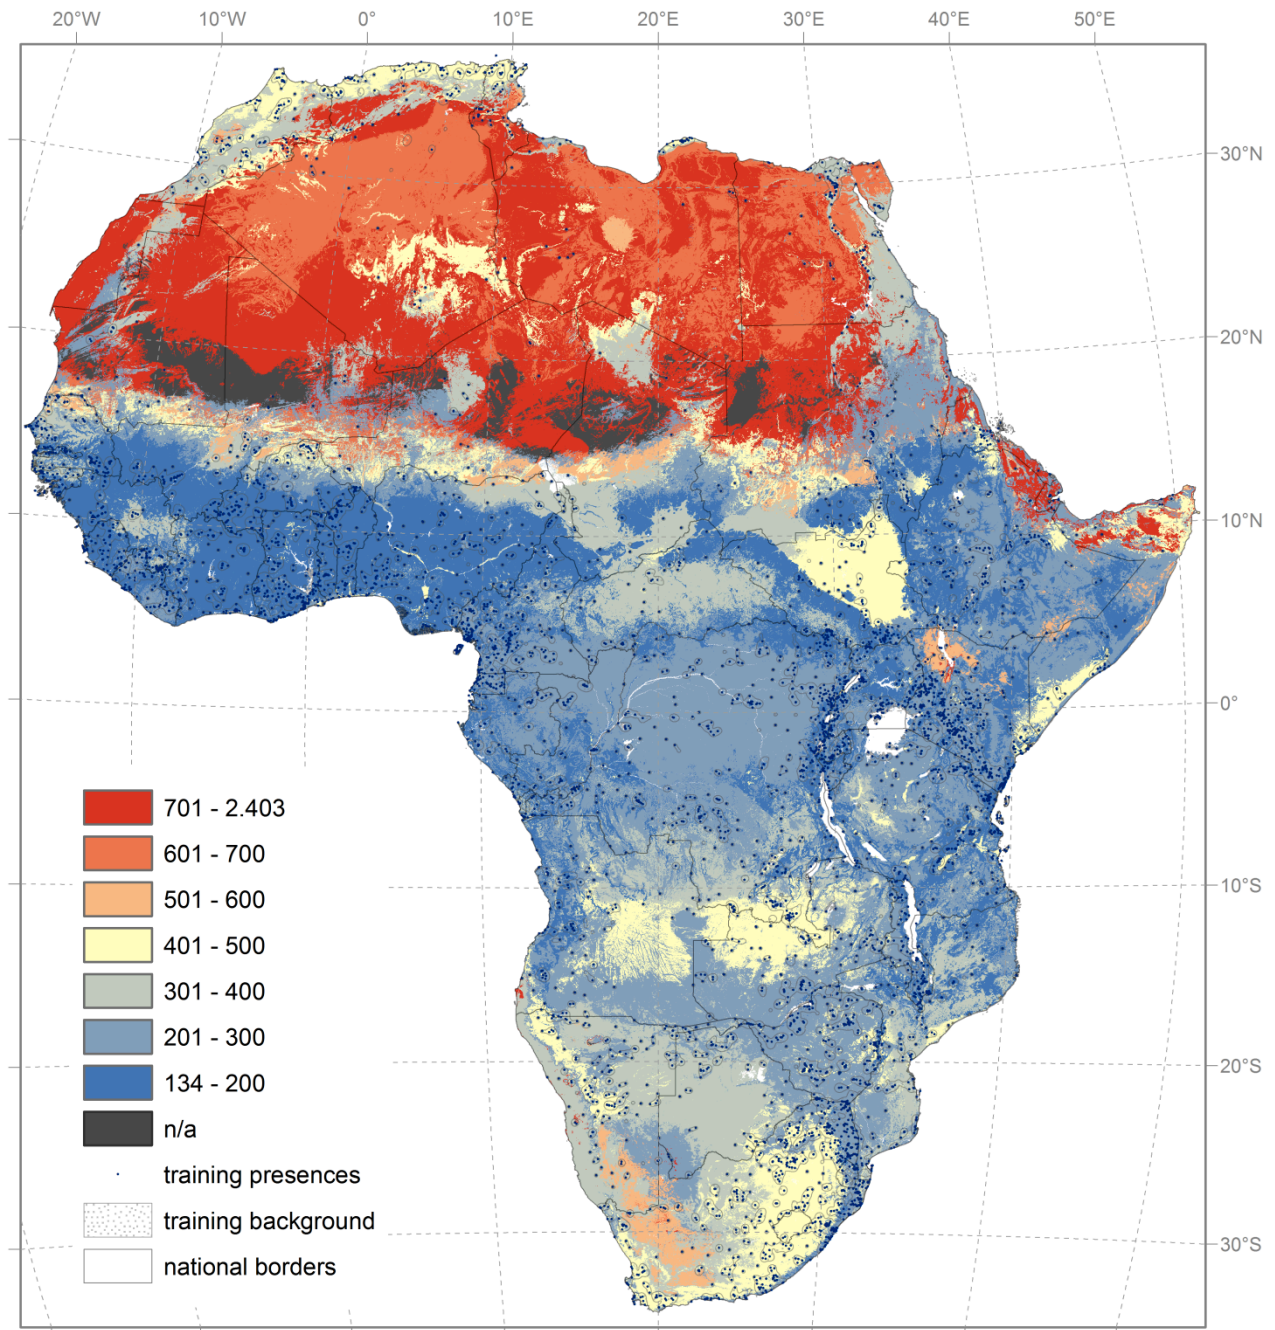 20°W 10°W 0° 10°E 20°E 30°E 40°E 50°E
30°N
20°N
10°N
0°
10°S
20°S
30°S
701 - 2.403
601 - 700
501 - 600
401 - 500
301 - 400
201 - 300
134 - 200
n/a
training presences
training background
national borders